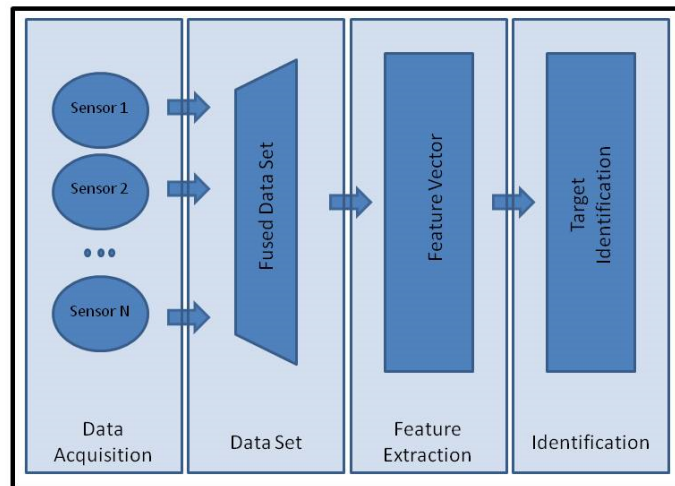 Sensor 1
Sensor 2
Sensor N
Data
Acquisition
Fused Data Set
Data Set
Feature Vector
Feature
Extraction
Target
Identification
Identification